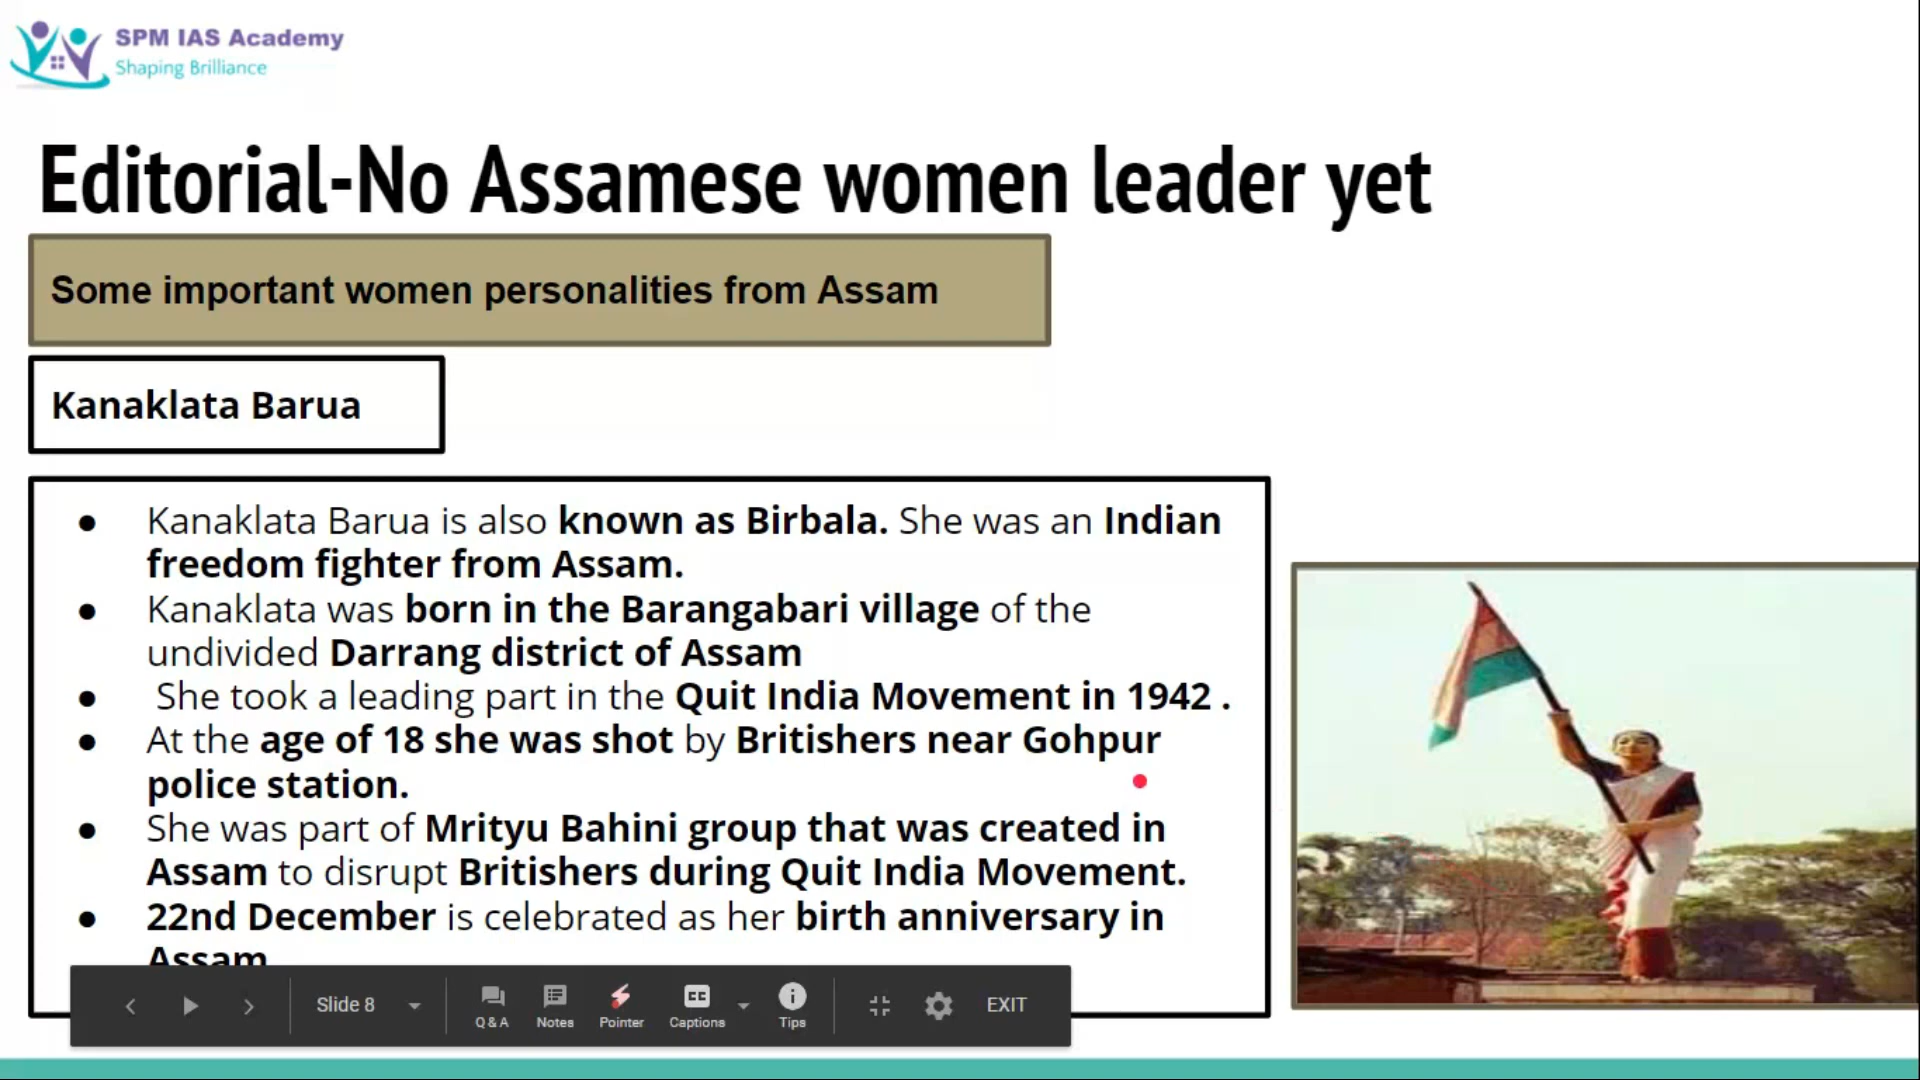 SPM IAS Academy
Shaping Brilliance
Editorial-No Assamese women leader yet
Some important women personalities from Assam
Kanaklata Barua
● Kanaklata Barua is also known as Birbala. She was an Indian
freedom fighter from Assam.
● Kanaklata was born in the Barangabari village of the
undivided Darrang district of Assam
● She took a leading part in the Quit India Movement in 1942 .
● At the age of 18 she was shot by Britishers near Gohpur
police station.
● She was part of Mrityu Bahini group that was created in
Assam to disrupt Britishers during Quit India Movement.
● 22nd December is celebrated as her birth anniversary in
Assam
Slide 8
Q & A
Notes
Pointer
CC
Captions
Tips
EXIT